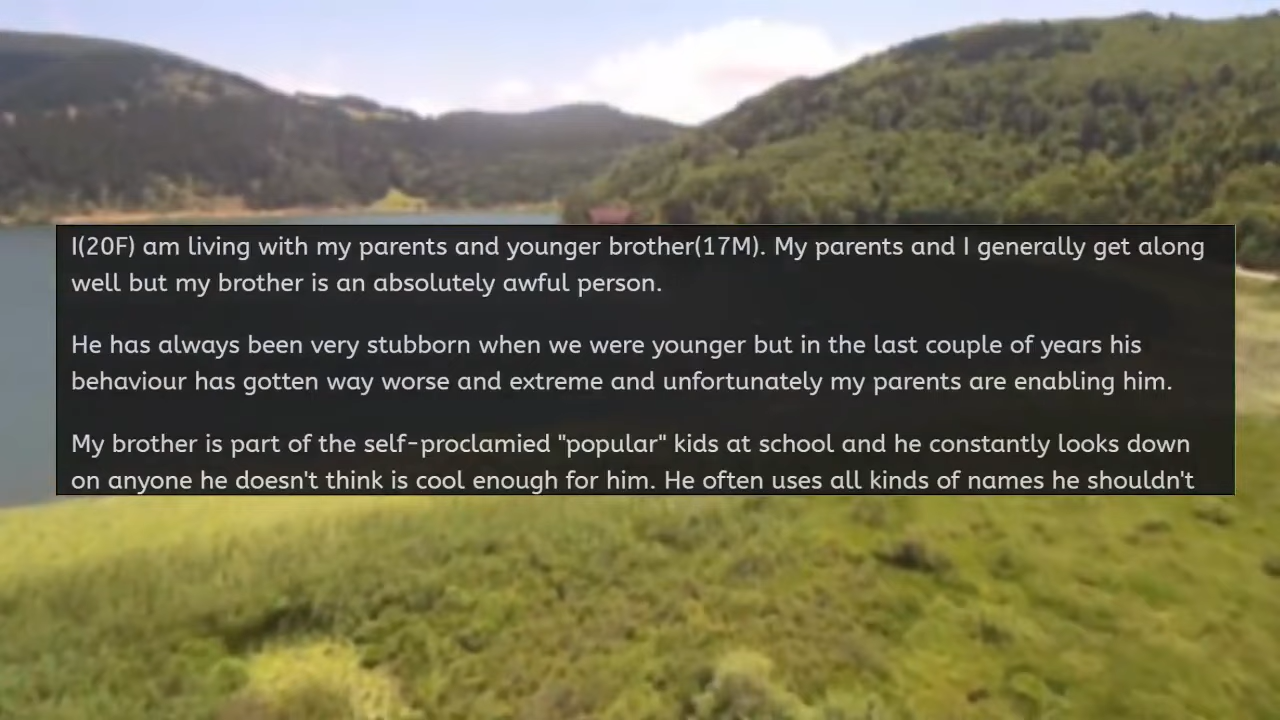 I(20F) am living with my parents and younger brother(17M). My parents and I generally get along
well but my brother is an absolutely awful person.
He has always been very stubborn when we were younger but in the last couple of years his
behaviour has gotten way worse and extreme and unfortunately my parents are enabling him.
My brother is part of the self-proclamied "popular" kids at school and he constantly looks down
on anyone he doesn't think is cool enough for him. He often uses all kinds of names he shouldn't